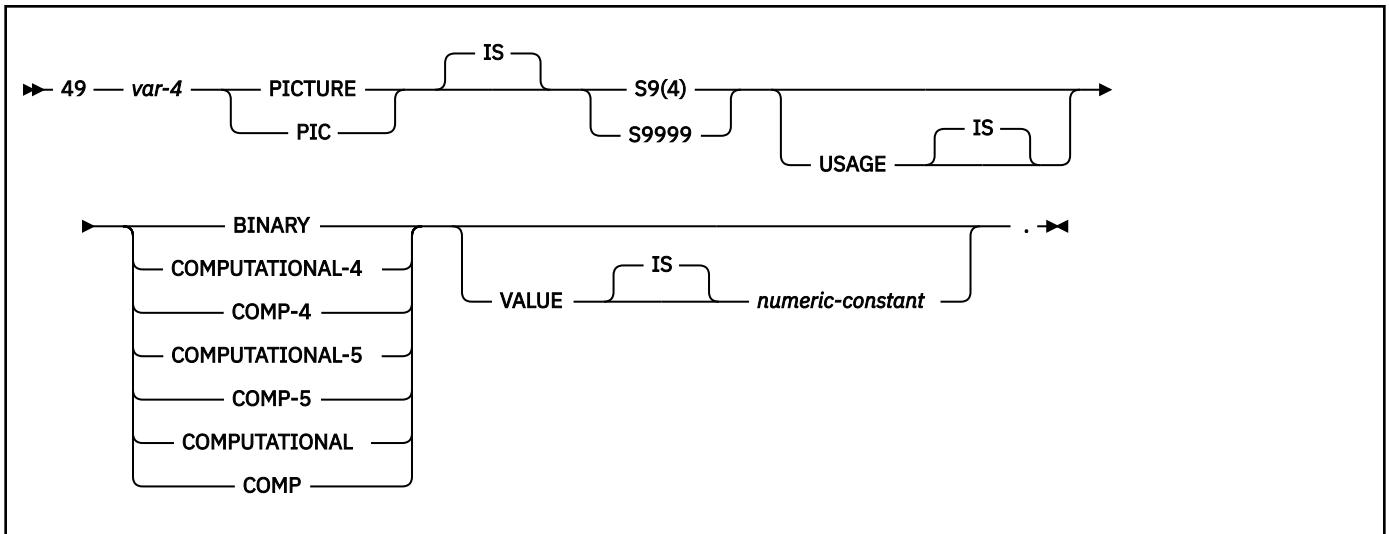 IS
49 var-4 PICTURE S9(4)
PIC S9999
IS
USAGE
BINARY .
COMPUTATIONAL-4
IS
COMP-4
VALUE numeric-constant
COMPUTATIONAL-5
COMP-5
COMPUTATIONAL
COMP